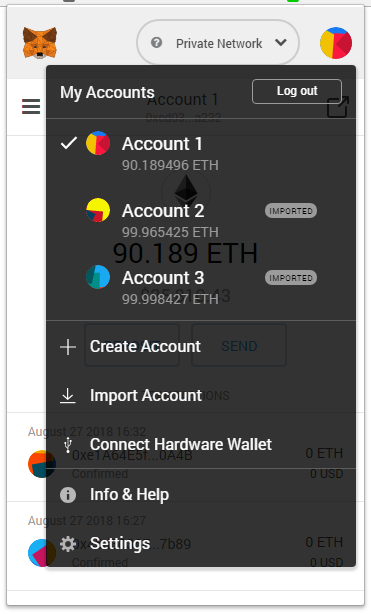 Private Network
My Accounts
Log out
Account 1
Account 1
90.189496 ETH
Account 2
IMPORTED
99.965425 ETH
90.189 ETH
Account 3
IMPORTED
99.998427 ETH
Create Account
SEND
Import Account
August 27 2018 16:32
Connect Hardware Wallet
0xe1A64E5f...0A4B
0 ETH
Confirmed
0 USD
Info & Help
August 27 2018 16:27
Settings
...7b89
0 ETH
Confirmed
0 USD